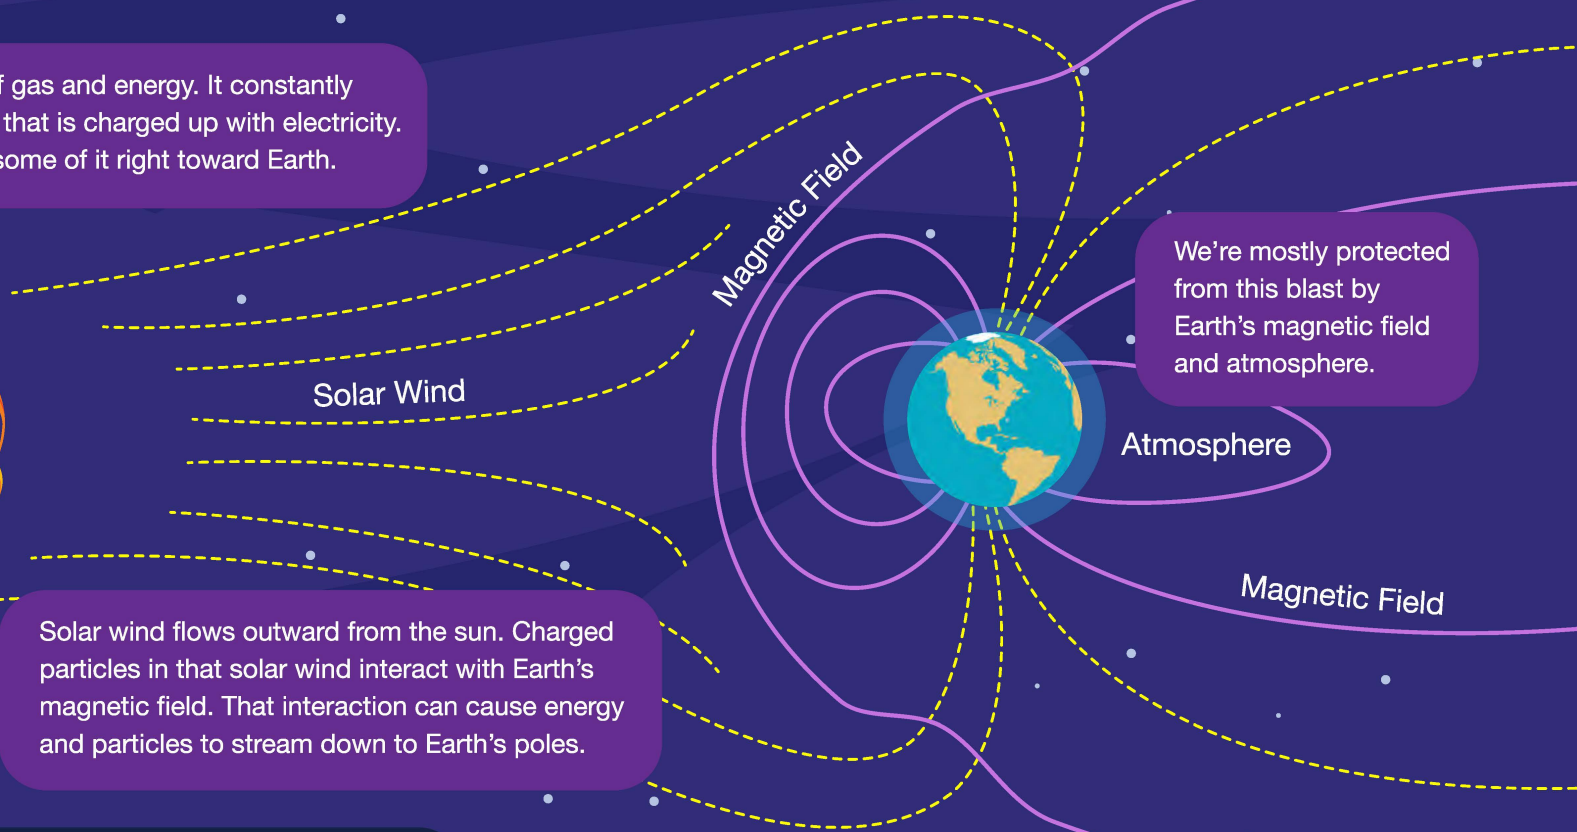 f gas and energy. It constantly
that is charged up with electricity.
some of it right toward Earth.
Magnetic Field
We’re mostly protected
from this blast by
Earth’s magnetic field
and atmosphere.
Solar Wind
Atmosphere
Magnetic Field
Solar wind flows outward from the sun. Charged
particles in that solar wind interact with Earth’s
magnetic field. That interaction can cause energy
and particles to stream down to Earth’s poles.